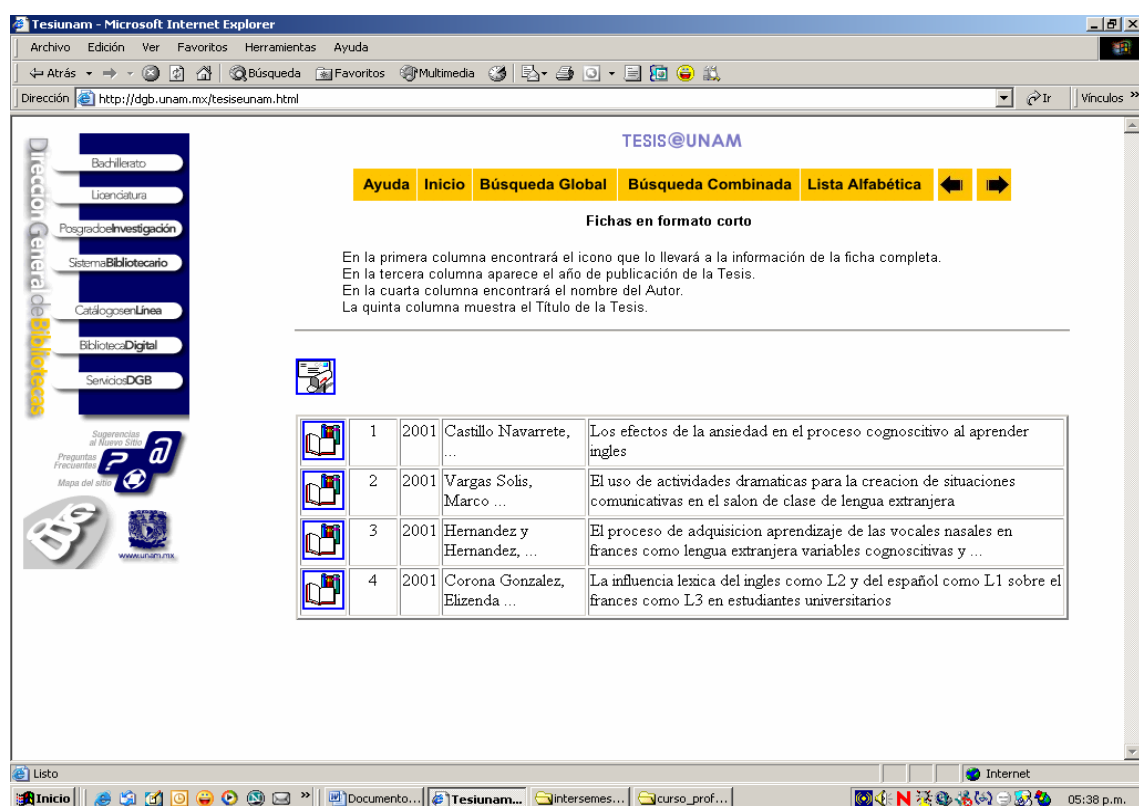 Tesiunam - Microsoft Internet Explorer
Archivo Edición Ver Favoritos Herramientas Ayuda
Atrás Búsqueda Favoritos Multimedia
Dirección http://dgb.unam.mx/tesiseunam.html Ir Vínculos »
Dirección General de Bibliotecas
Bachillerato
Licenciatura
PosgradoeInvestigación
SistemaBibliotecario
CatálogosenLínea
BibliotecaDigital
ServiciosDGB
Sugerencias
al Nuevo Sitio
Preguntas
Frecuentes
Mapa del sitio
www.unam.mx
TESIS@UNAM
Ayuda Inicio Búsqueda Global Búsqueda Combinada Lista Alfabética
Fichas en formato corto
En la primera columna encontrará el icono que lo llevará a la información de la ficha completa.
En la tercera columna aparece el año de publicación de la Tesis.
En la cuarta columna encontrará el nombre del Autor.
La quinta columna muestra el Título de la Tesis.
1 2001 Castillo Navarrete, Los efectos de la ansiedad en el proceso cognoscitivo al aprender
... ingles
2 2001 Vargas Solis, El uso de actividades dramaticas para la creacion de situaciones
Marco ... comunicativas en el salon de clase de lengua extranjera
3 2001 Hernandez y El proceso de adquisicion aprendizaje de las vocales nasales en
Hernandez, ... frances como lengua extranjera variables cognoscitivas y ...
4 2001 Corona Gonzalez, La influencia lexica del ingles como L2 y del español como L1 sobre el
Elizenda ... frances como L3 en estudiantes universitarios
Listo Internet
Inicio » Documento... Tesiunam... intersemes... curso_prof... 05:38 p.m.